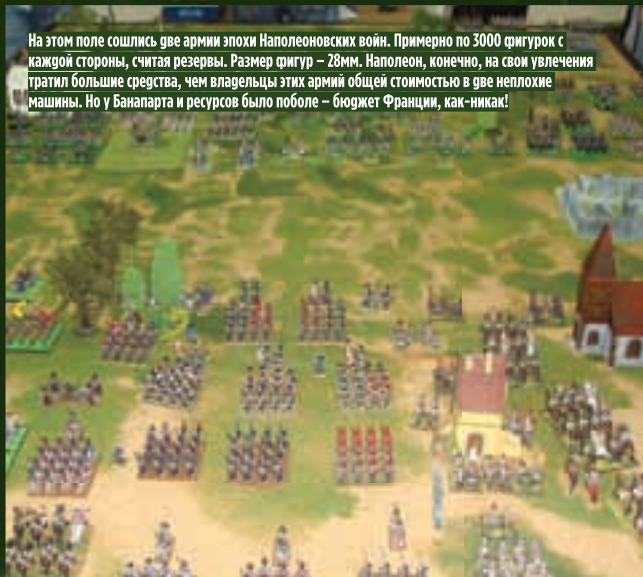 На этом поле сошлись две армии эпохи Наполеоновских войн. Примерно по 3000 фигурок с
каждой стороны, считая резервы. Размер фигур – 28мм. Наполеон, конечно, на свои увлечения
тратил большие средства, чем владельцы этих армий общей стоимостью в две неплохие
машины. Но у Банапарта и ресурсов было поболе – бюджет Франции, как-никак!